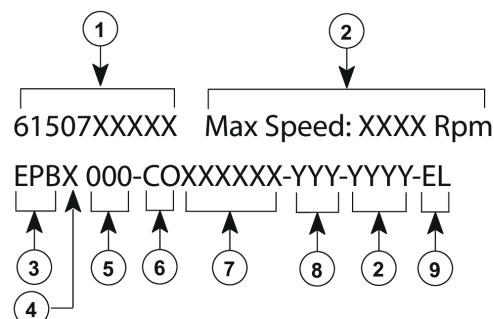 1 2
61507XXXXX Max Speed: XXXX Rpm
EPBX 000-COXXXXXX-YYY-YYYY-EL
3 5 6 7 8 2 9
4